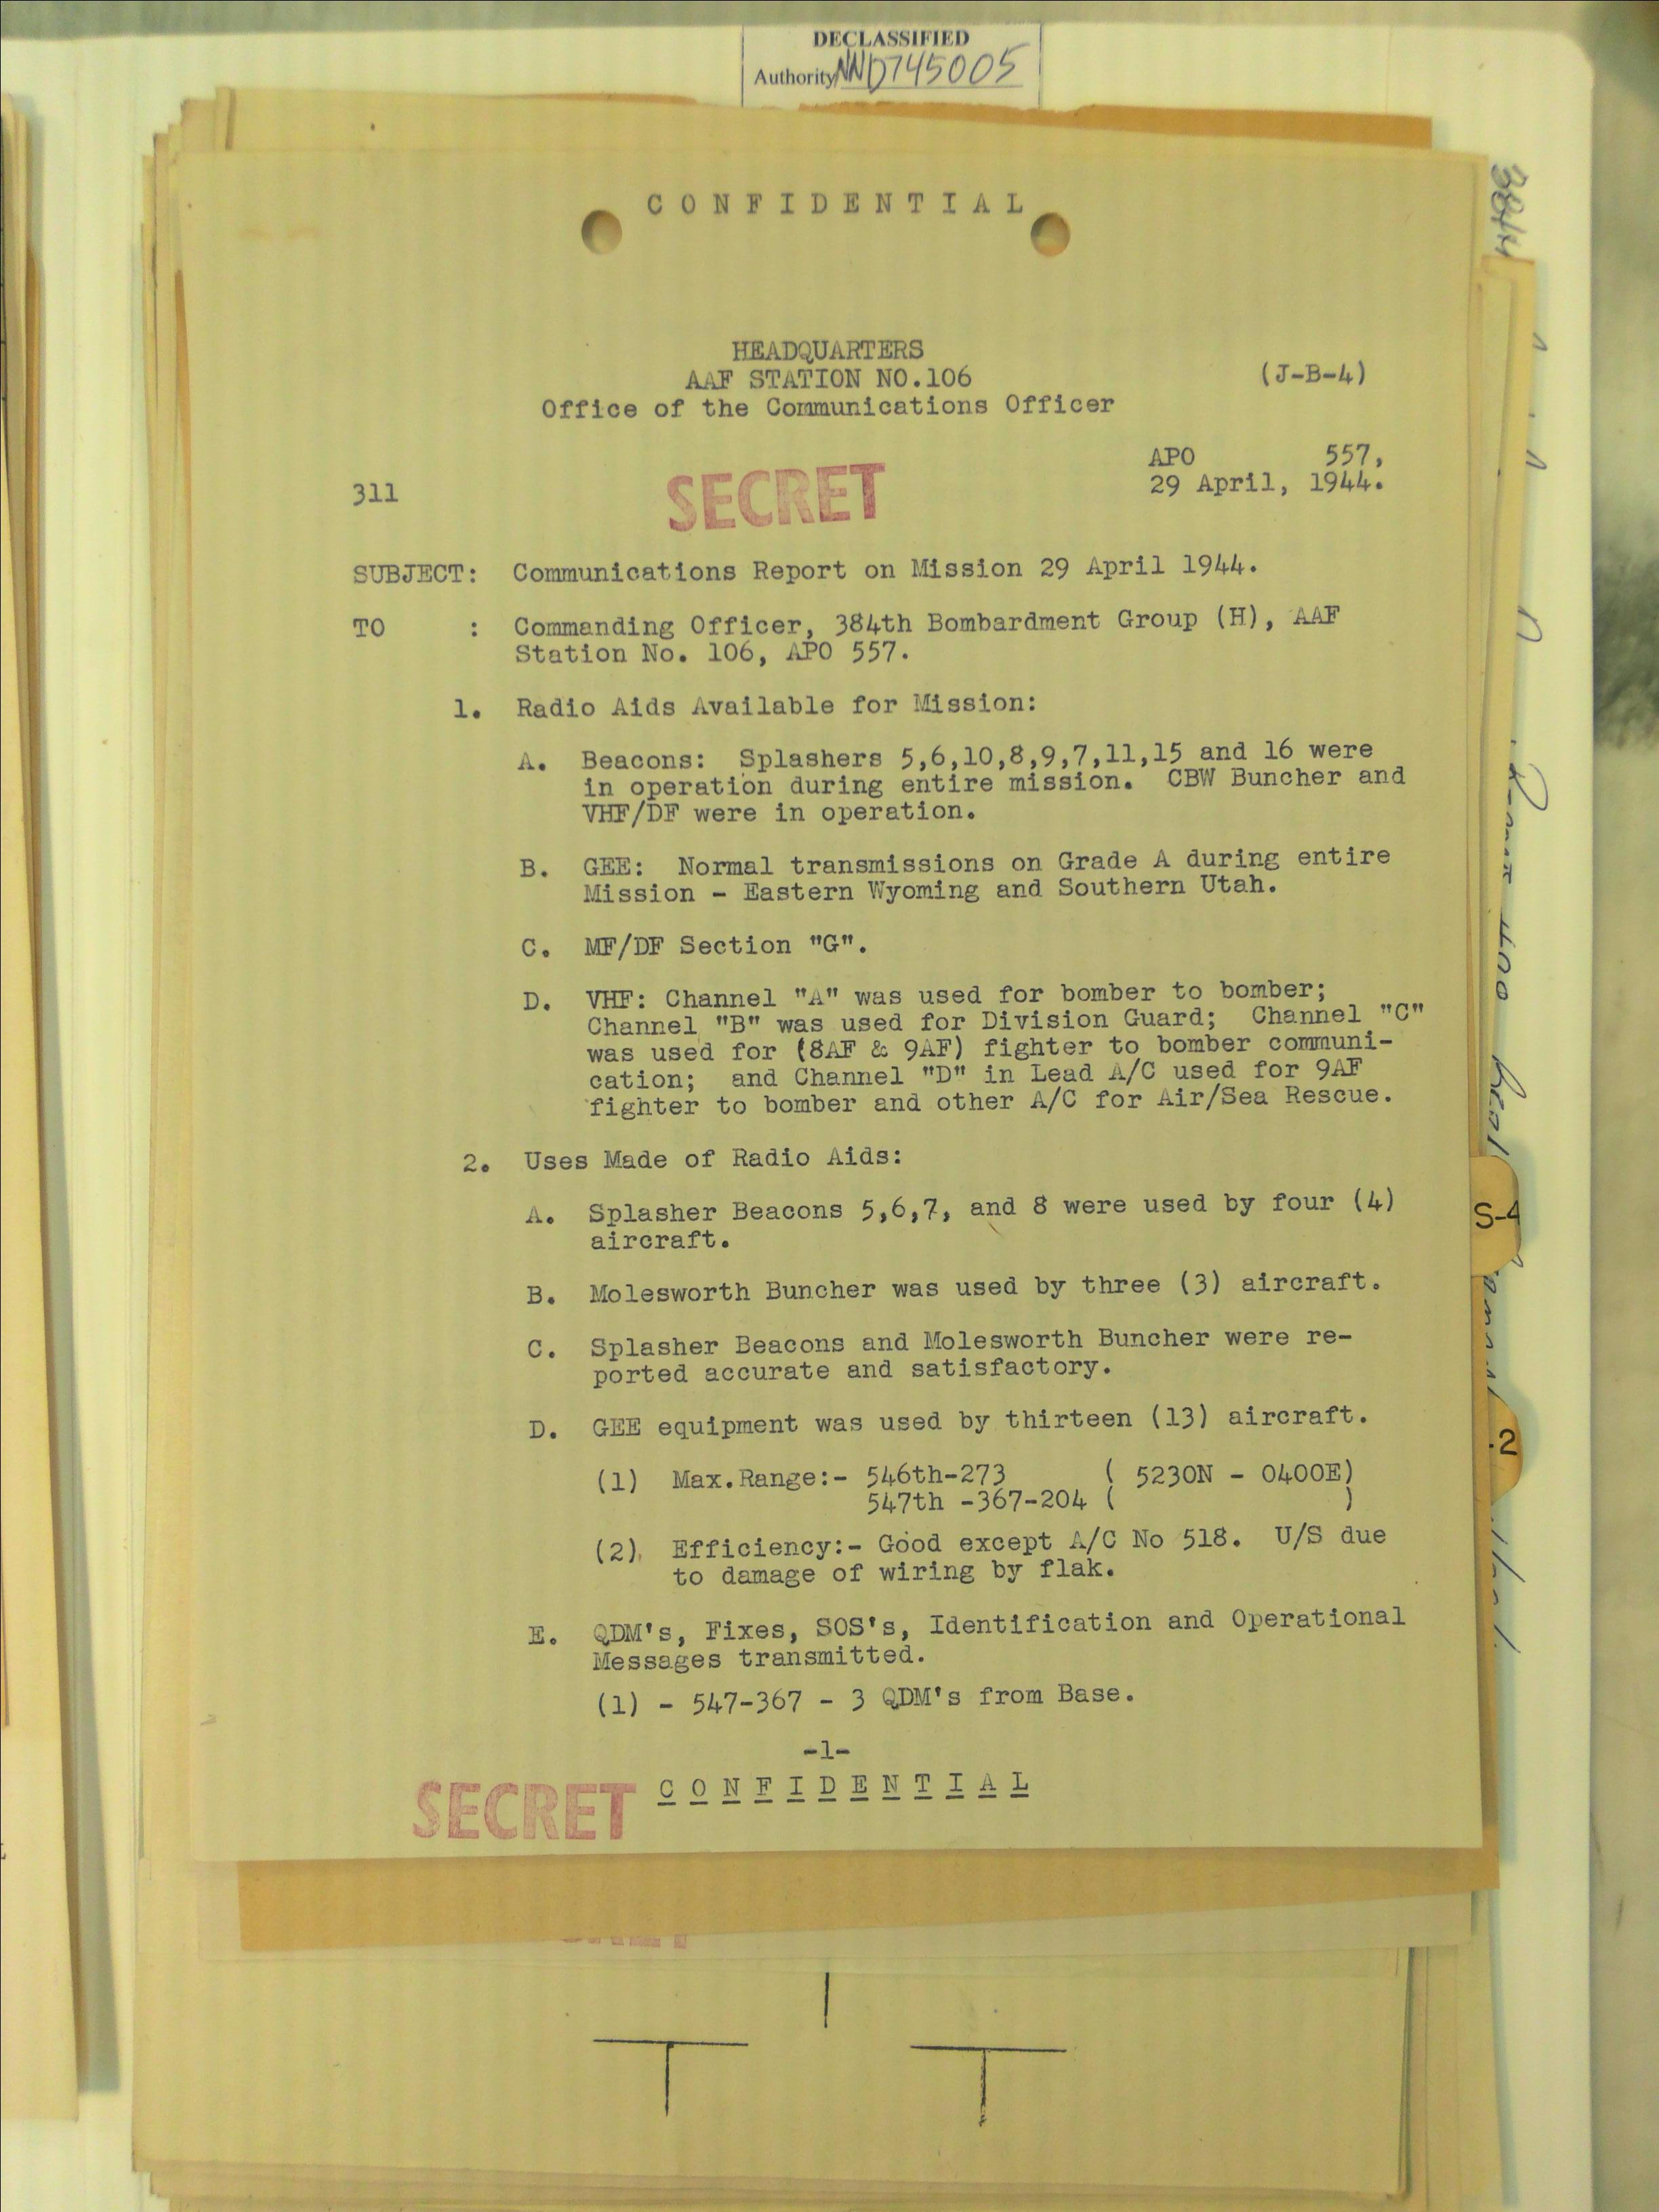 DECLASSIFIED
Authority NND745005
CONFIDENTIAL
384
HEADQUARTERS
AAF STATION NO.106
(J-B-4)
Office of the Communications Officer
APO 557,
29 April, 1944.
311
SECRET
SUBJECT: Communications Report on Mission 29 April 1944.
TO : Commanding Officer, 384th Bombardment Group (H), AAF
Station No. 106, APO 557.
1. Radio Aids Available for Mission:
A. Beacons: Splashers 5,6,10,8,9,7,11,15 and 16 were
in operation during entire mission. CBW Buncher and
VHF/DF were in operation.
B. GEE: Normal transmissions on Grade A during entire
Mission - Eastern Wyoming and Southern Utah.
C. MF/DF Section "G".
D. VHF: Channel "A" was used for bomber to bomber;
Channel "B" was used for Division Guard; Channel "C"
was used for (8AF & 9AF) fighter to bomber communi-
cation; and Channel "D" in Lead A/C used for 9AF
fighter to bomber and other A/C for Air/Sea Rescue.
2. Uses Made of Radio Aids:
A. Splasher Beacons 5,6,7, and 8 were used by four (4)
aircraft.
B. Molesworth Buncher was used by three (3) aircraft.
C. Splasher Beacons and Molesworth Buncher were re-
ported accurate and satisfactory.
D. GEE equipment was used by thirteen (13) aircraft.
(1) Max.Range:- 546th-273 ( 5230N - 0400E)
547th -367-204 ( )
(2) Efficiency:- Good except A/C No 518. U/S due
to damage of wiring by flak.
E. QDM's, Fixes, SOS's, Identification and Operational
Messages transmitted.
(1) - 547-367 - 3 QDM's from Base.
-1-
SECRET CONFIDENTIAL
S-4
-2